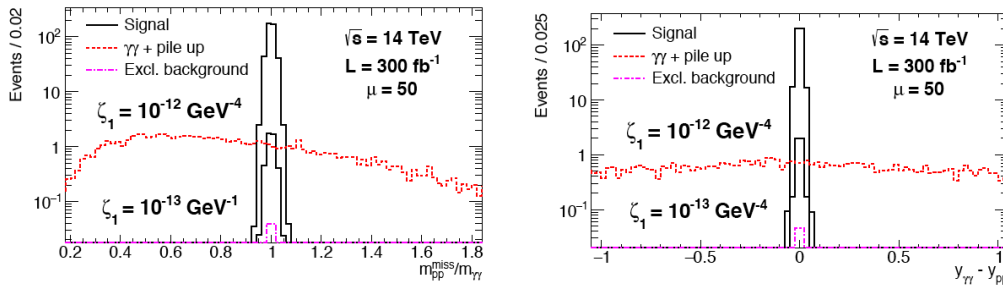 Events / 0.02
10²
10
1
10⁻¹
Signal
γγ + pile up
Excl. background
√s = 14 TeV
L = 300 fb⁻¹
μ = 50
ζ₁ = 10⁻¹² GeV⁻⁴
ζ₁ = 10⁻¹³ GeV⁻¹
0.2 0.4 0.6 0.8 1 1.2 1.4 1.6 1.8
m_pp^miss/m_γγ
Events / 0.025
10²
10
1
10⁻¹
Signal
γγ + pile up
Excl. background
√s = 14 TeV
L = 300 fb⁻¹
μ = 50
ζ₁ = 10⁻¹² GeV⁻⁴
ζ₁ = 10⁻¹³ GeV⁻⁴
−1 −0.5 0 0.5
y_γγ - y